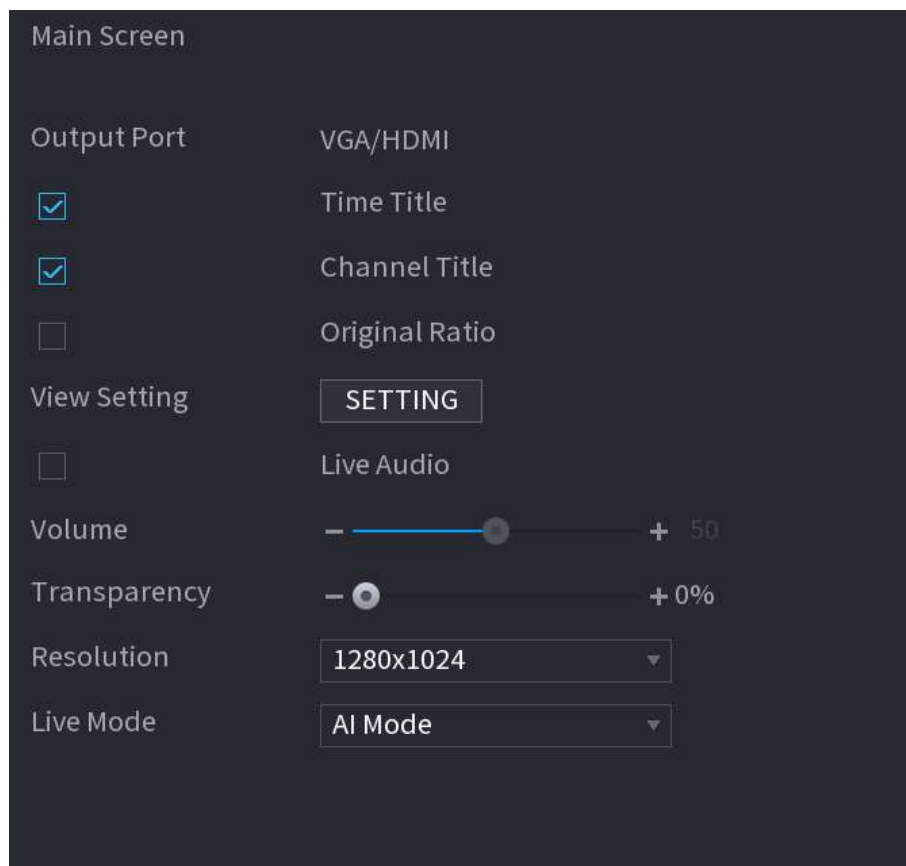 Main Screen
Output Port VGA/HDMI
Time Title
Channel Title
Original Ratio
View Setting SETTING
Live Audio
Volume − + 50
Transparency − + 0%
Resolution 1280x1024
Live Mode AI Mode